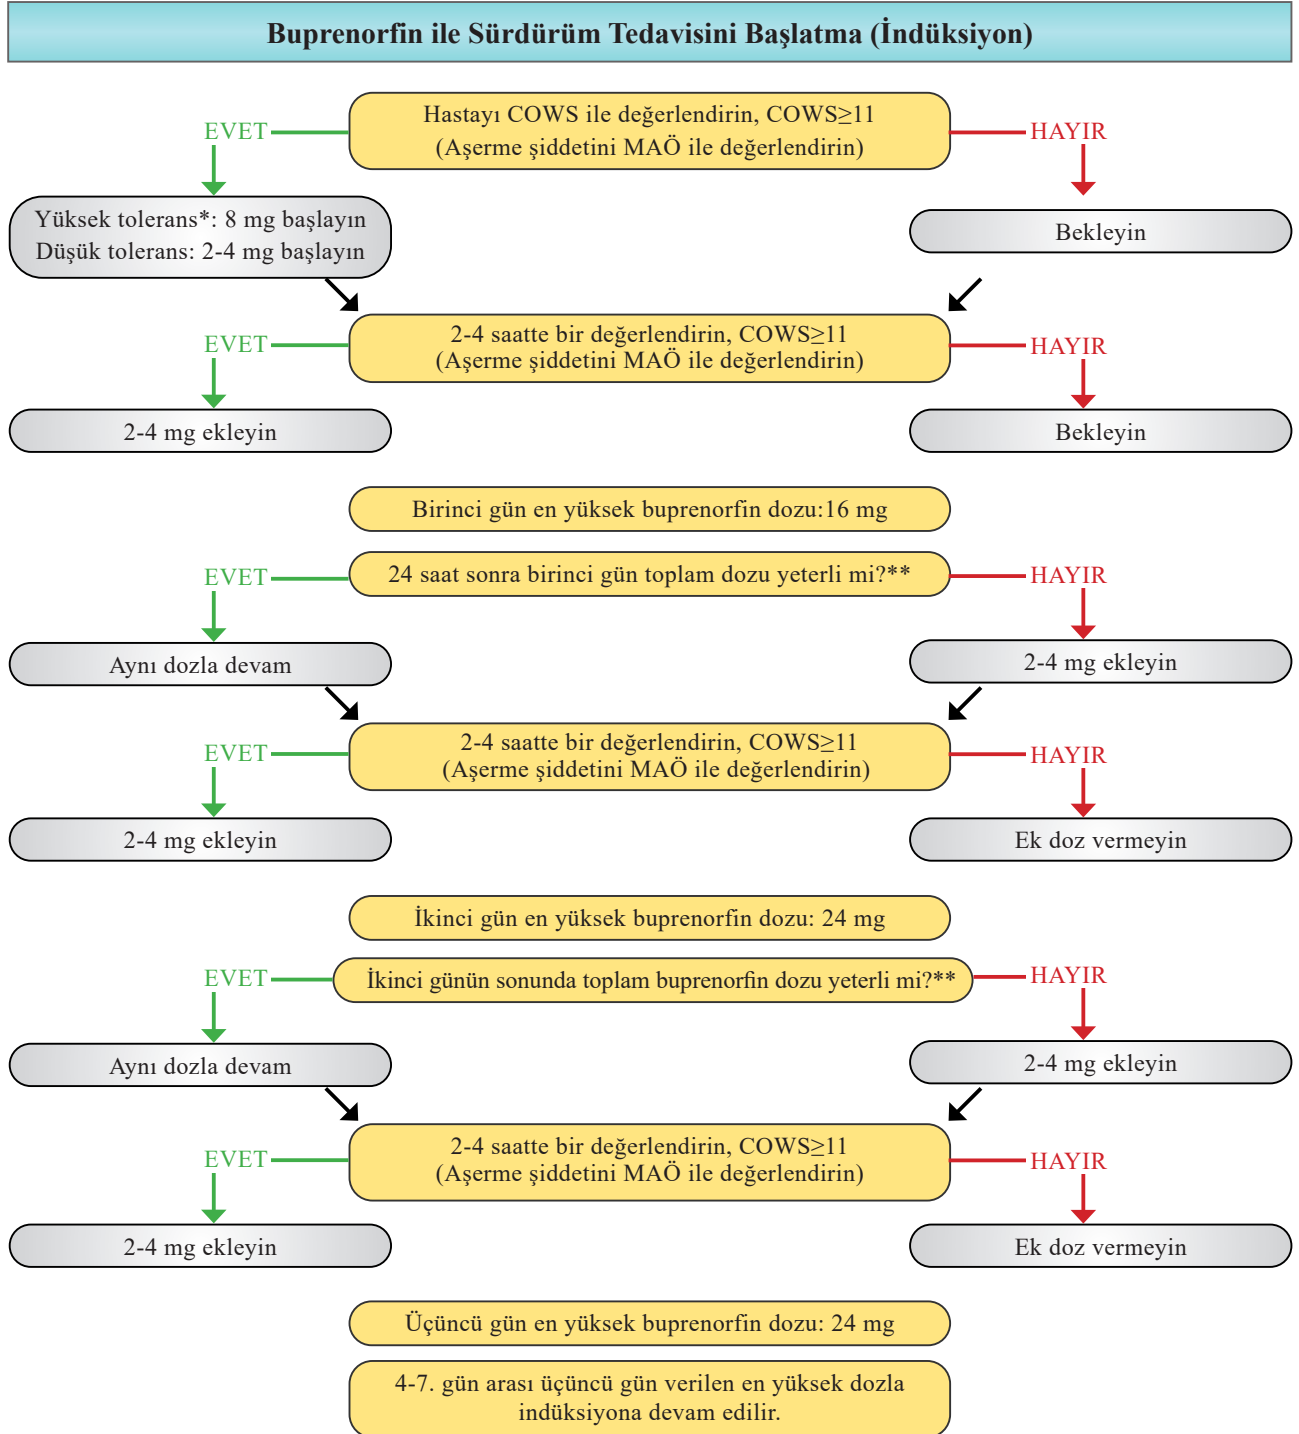 Buprenorfin ile Sürdürüm Tedavisini Başlatma (İndüksiyon)
Hastayı COWS ile değerlendirin, COWS≥11
(Aşerme şiddetini MAÖ ile değerlendirin)
EVET
HAYIR
Yüksek tolerans*: 8 mg başlayın
Düşük tolerans: 2-4 mg başlayın
Bekleyin
2-4 saatte bir değerlendirin, COWS≥11
(Aşerme şiddetini MAÖ ile değerlendirin)
EVET
HAYIR
2-4 mg ekleyin
Bekleyin
Birinci gün en yüksek buprenorfin dozu:16 mg
24 saat sonra birinci gün toplam dozu yeterli mi?**
EVET
HAYIR
Aynı dozla devam
2-4 mg ekleyin
2-4 saatte bir değerlendirin, COWS≥11
(Aşerme şiddetini MAÖ ile değerlendirin)
EVET
HAYIR
2-4 mg ekleyin
Ek doz vermeyin
İkinci gün en yüksek buprenorfin dozu: 24 mg
İkinci günün sonunda toplam buprenorfin dozu yeterli mi?**
EVET
HAYIR
Aynı dozla devam
2-4 mg ekleyin
2-4 saatte bir değerlendirin, COWS≥11
(Aşerme şiddetini MAÖ ile değerlendirin)
EVET
HAYIR
2-4 mg ekleyin
Ek doz vermeyin
Üçüncü gün en yüksek buprenorfin dozu: 24 mg
4-7. gün arası üçüncü gün verilen en yüksek dozla
indüksiyona devam edilir.